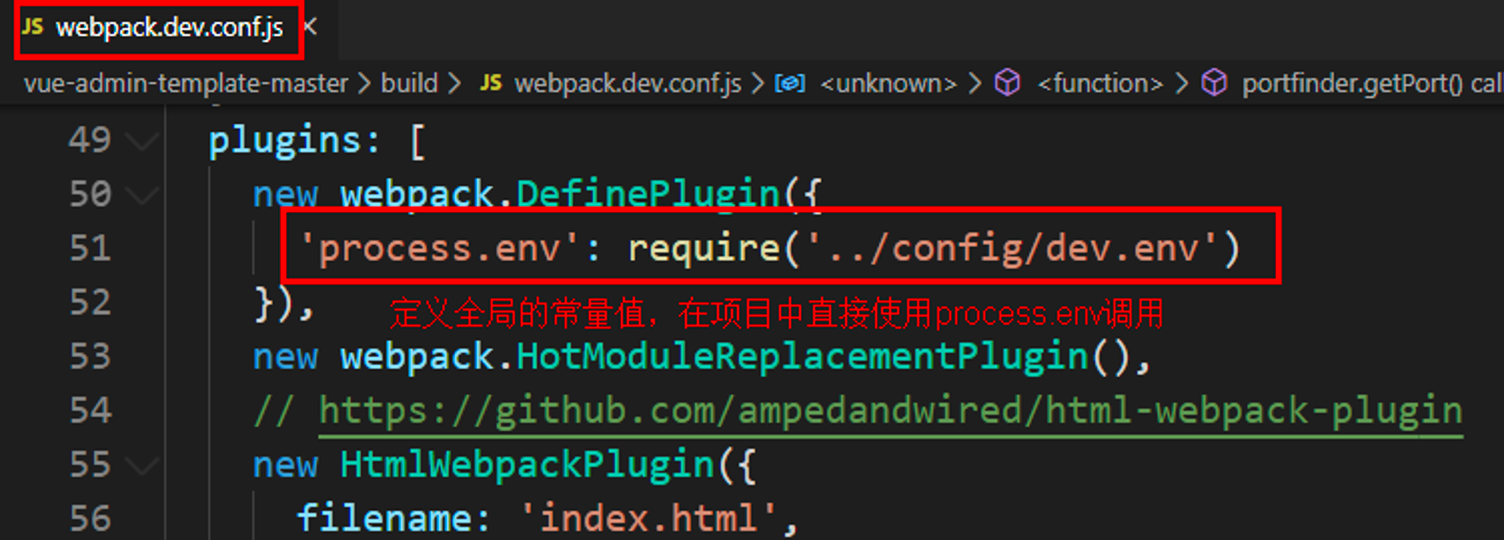 JS webpack.dev.conf.js ×
vue-admin-template-master > build > JS webpack.dev.conf.js > <unknown> > <function> > portfinder.getPort() cal
49 plugins: [
50 new webpack.DefinePlugin({
51 'process.env': require('../config/dev.env')
52 }),
定义全局的常量值，在项目中直接使用process.env调用
53 new webpack.HotModuleReplacementPlugin(),
54 // https://github.com/ampedandwired/html-webpack-plugin
55 new HtmlWebpackPlugin({
56 filename: 'index.html',